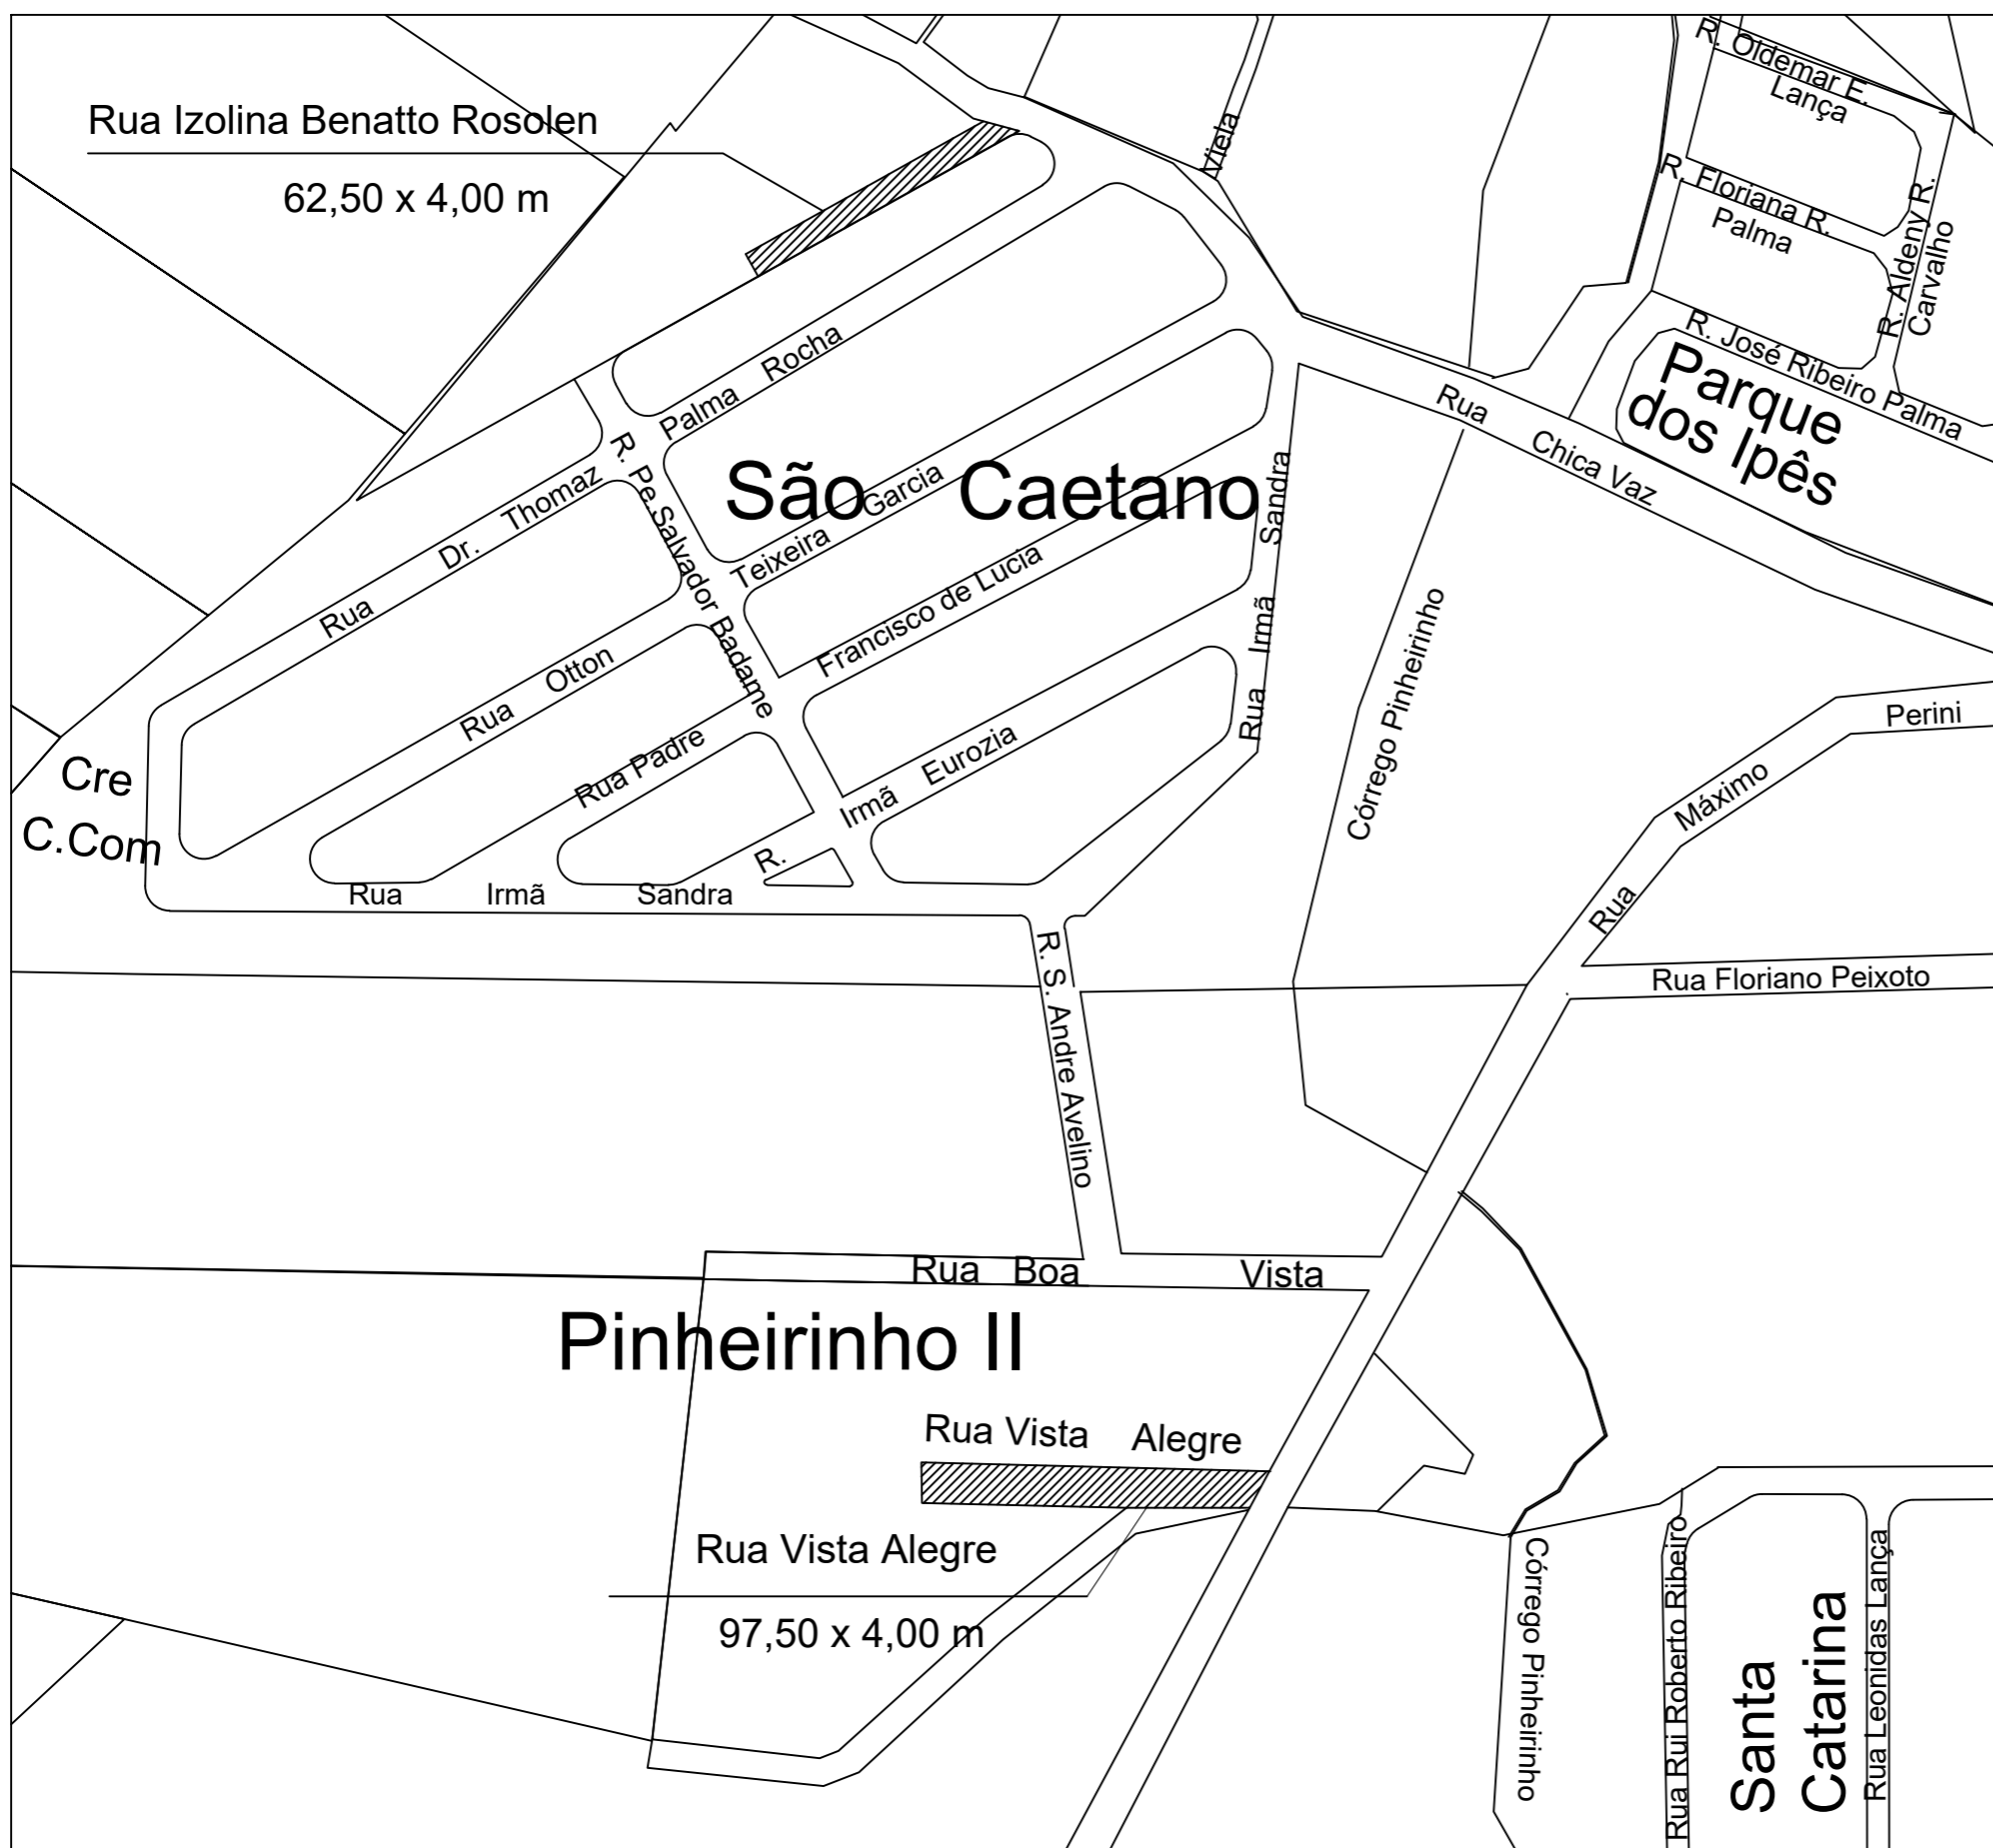 R. Oldemar E.
Lança
Rua Izolina Benatto Rosolen
62,50 x 4,00 m
Viela
R. Floriana R.
Palma
R. Aldeny R.
Carvalho
R. José Ribeiro Palma
Parque
dos Ipês
Rua Chica Vaz
São Caetano
Rua Dr. Thomaz Palma Rocha
R. Pe.Salvador Badame
Rua Otton Teixeira Garcia
Rua Padre Francisco de Lucia
R. Irmã Eurozia
Rua Irmã Sandra
Rua Irmã Sandra
Córrego Pinheirinho
Cre
C.Com
Rua Máximo Perini
Rua Floriano Peixoto
R. S. Andre Avelino
Rua Boa Vista
Pinheirinho II
Rua Vista Alegre
Rua Vista Alegre
97,50 x 4,00 m
Córrego Pinheirinho
Rua Rui Roberto Ribeiro
Santa
Catarina
Rua Leonidas Lança